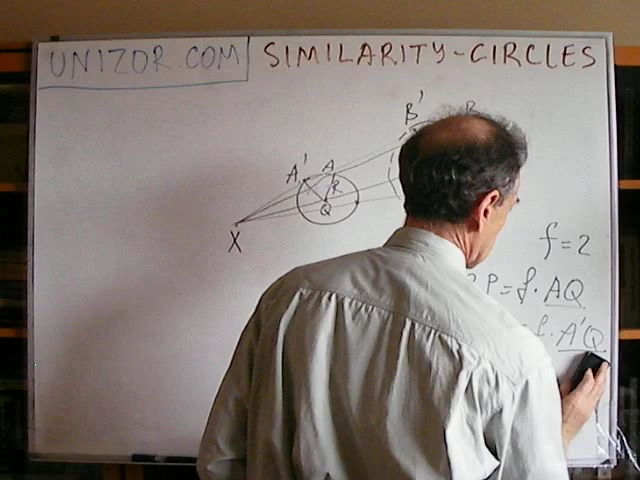 UNIZOR.COM
SIMILARITY-CIRCLES
B' B
A' A
R
Q
X
f=2
P=f·AQ
=f·A'Q